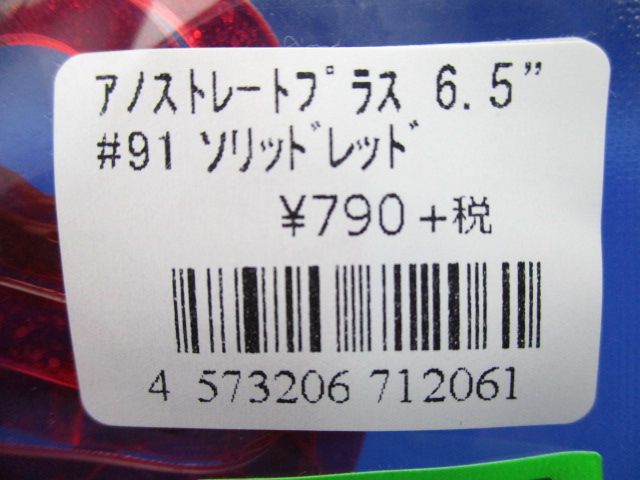 アノストレートプラス 6.5"
#91 ソリッドレッド
¥790+税
4 573206 712061